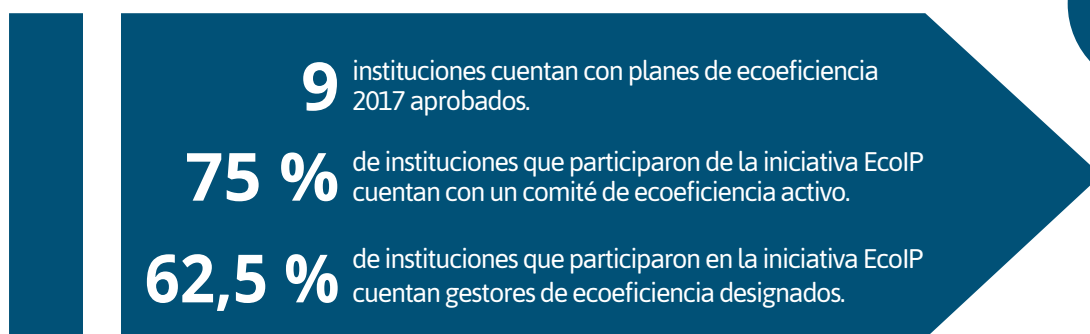 9 instituciones cuentan con planes de ecoeficiencia
2017 aprobados.
75 % de instituciones que participaron de la iniciativa EcoIP
cuentan con un comité de ecoeficiencia activo.
62,5 % de instituciones que participaron en la iniciativa EcoIP
cuentan gestores de ecoeficiencia designados.